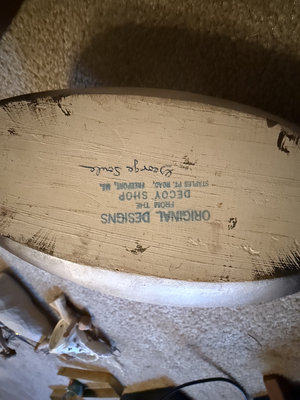 ORIGINAL DESIGNS
FROM THE
DECOY SHOP
STAPLES PT. ROAD, FREEPORT, ME.
George Soule